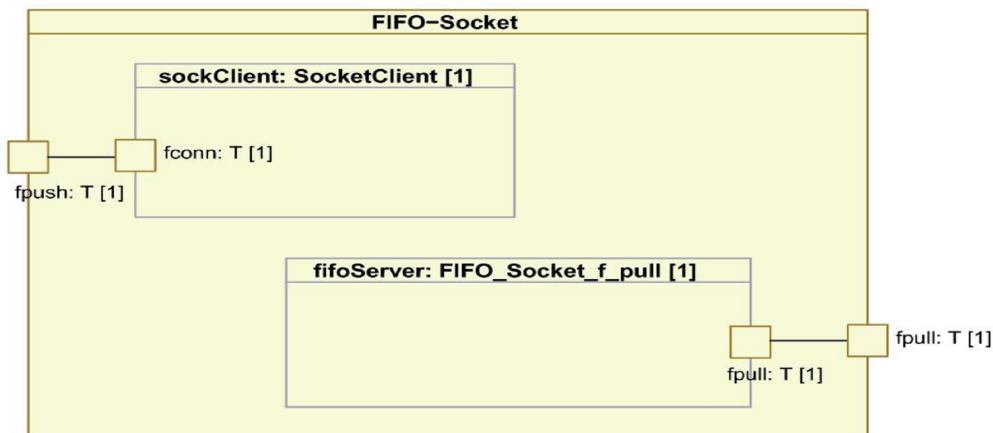 FIFO−Socket
sockClient: SocketClient [1]
fconn: T [1]
fpush: T [1]
fifoServer: FIFO_Socket_f_pull [1]
fpull: T [1]
fpull: T [1]